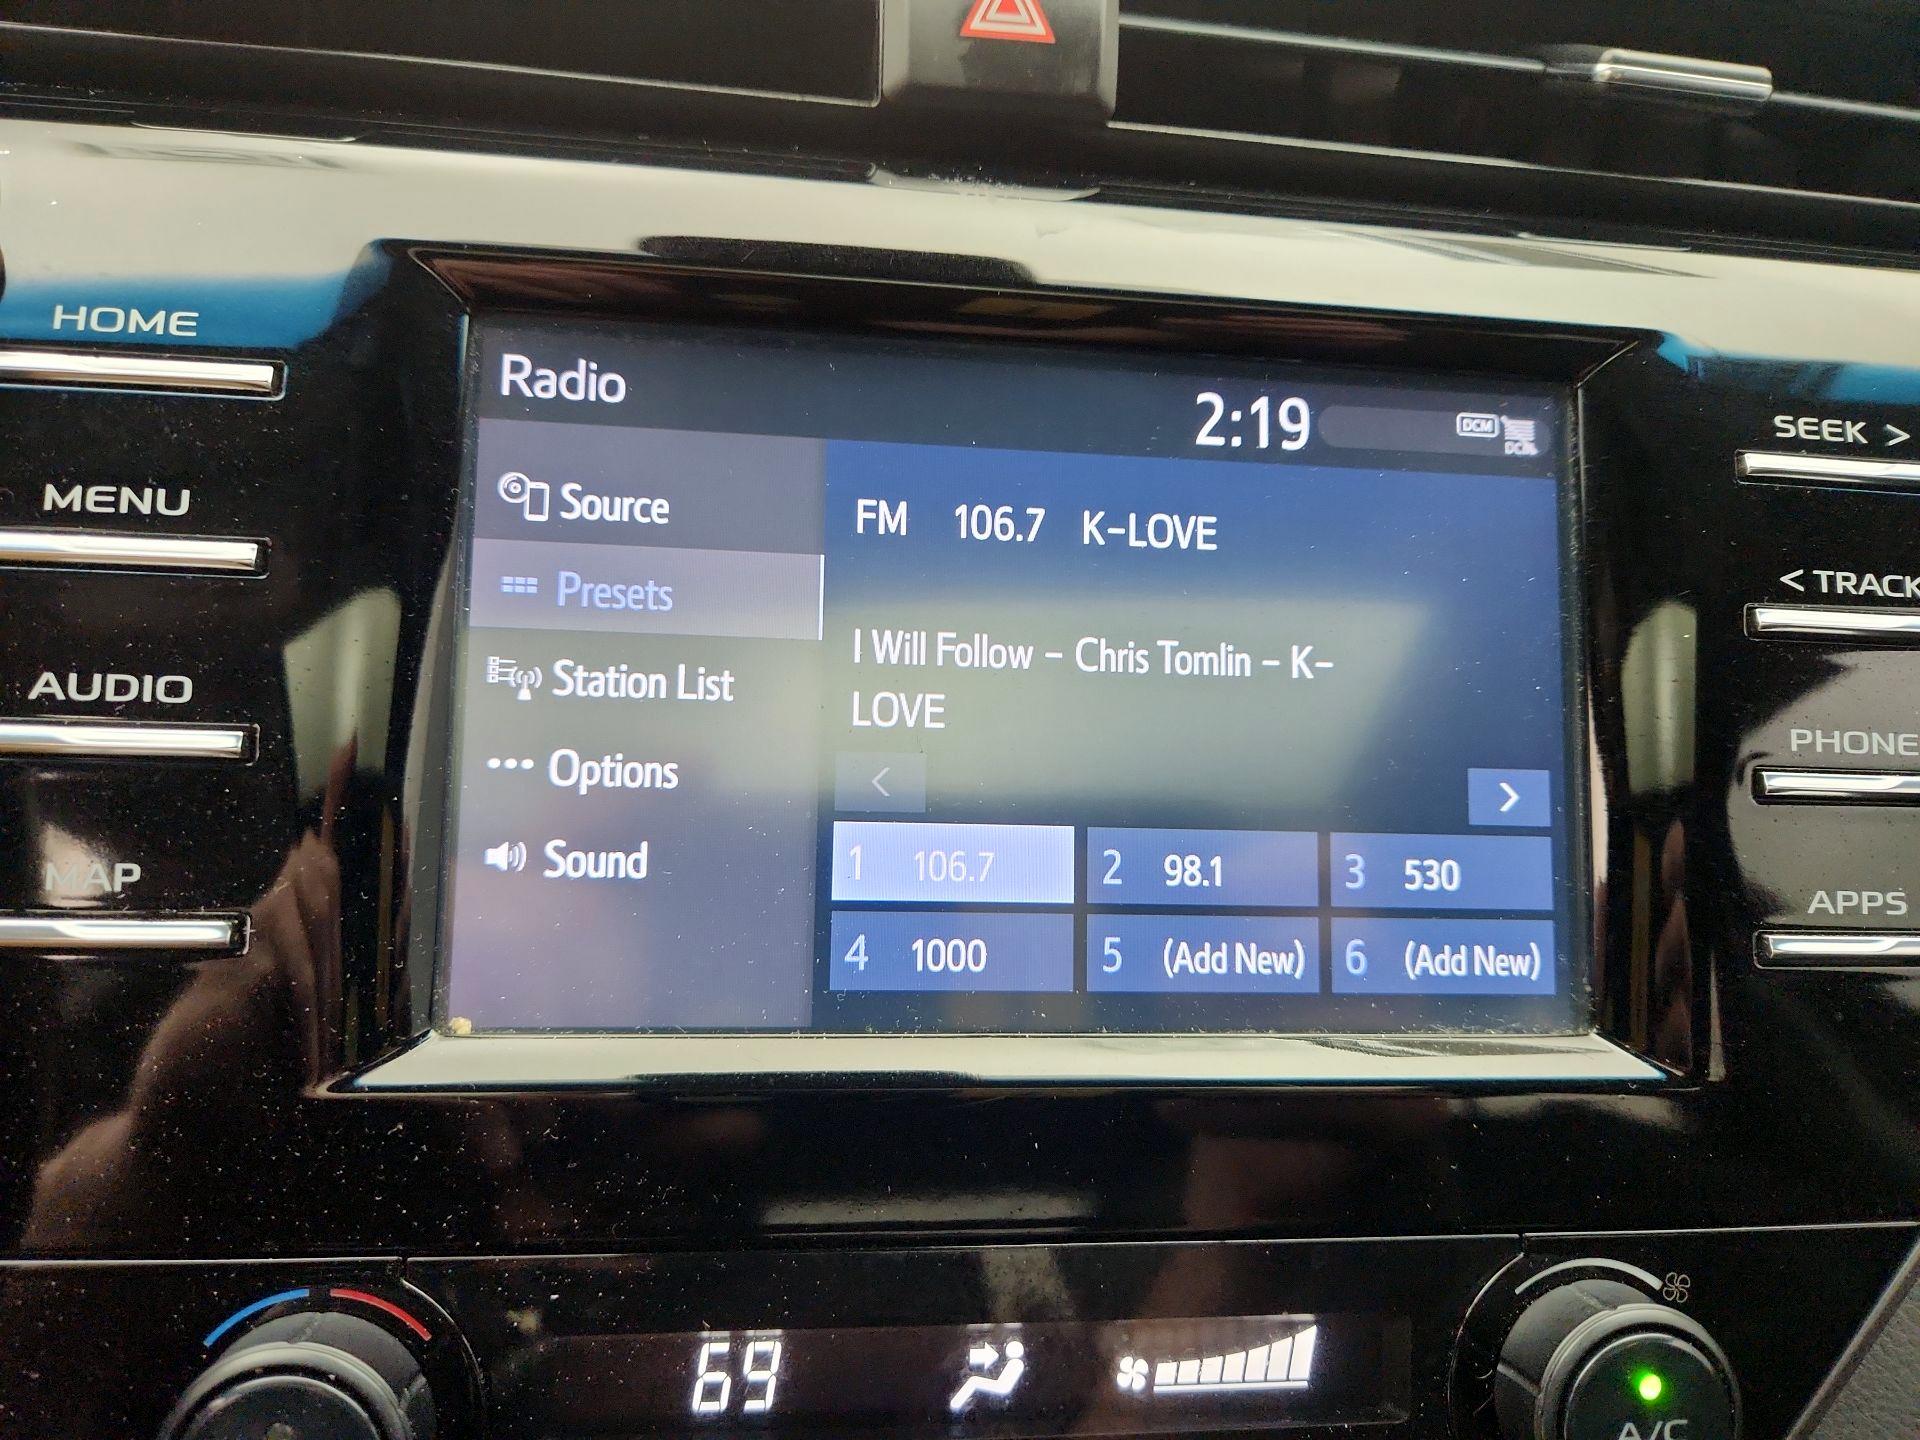 HOME
MENU
AUDIO
MAP
Radio
2:19
DCM
DCM
Source
Presets
Station List
Options
Sound
FM 106.7 K-LOVE
I Will Follow - Chris Tomlin - K-
LOVE
<
>
1 106.7
2 98.1
3 530
4 1000
5 (Add New)
6 (Add New)
SEEK >
< TRACK
PHONE
APPS
69
A/C